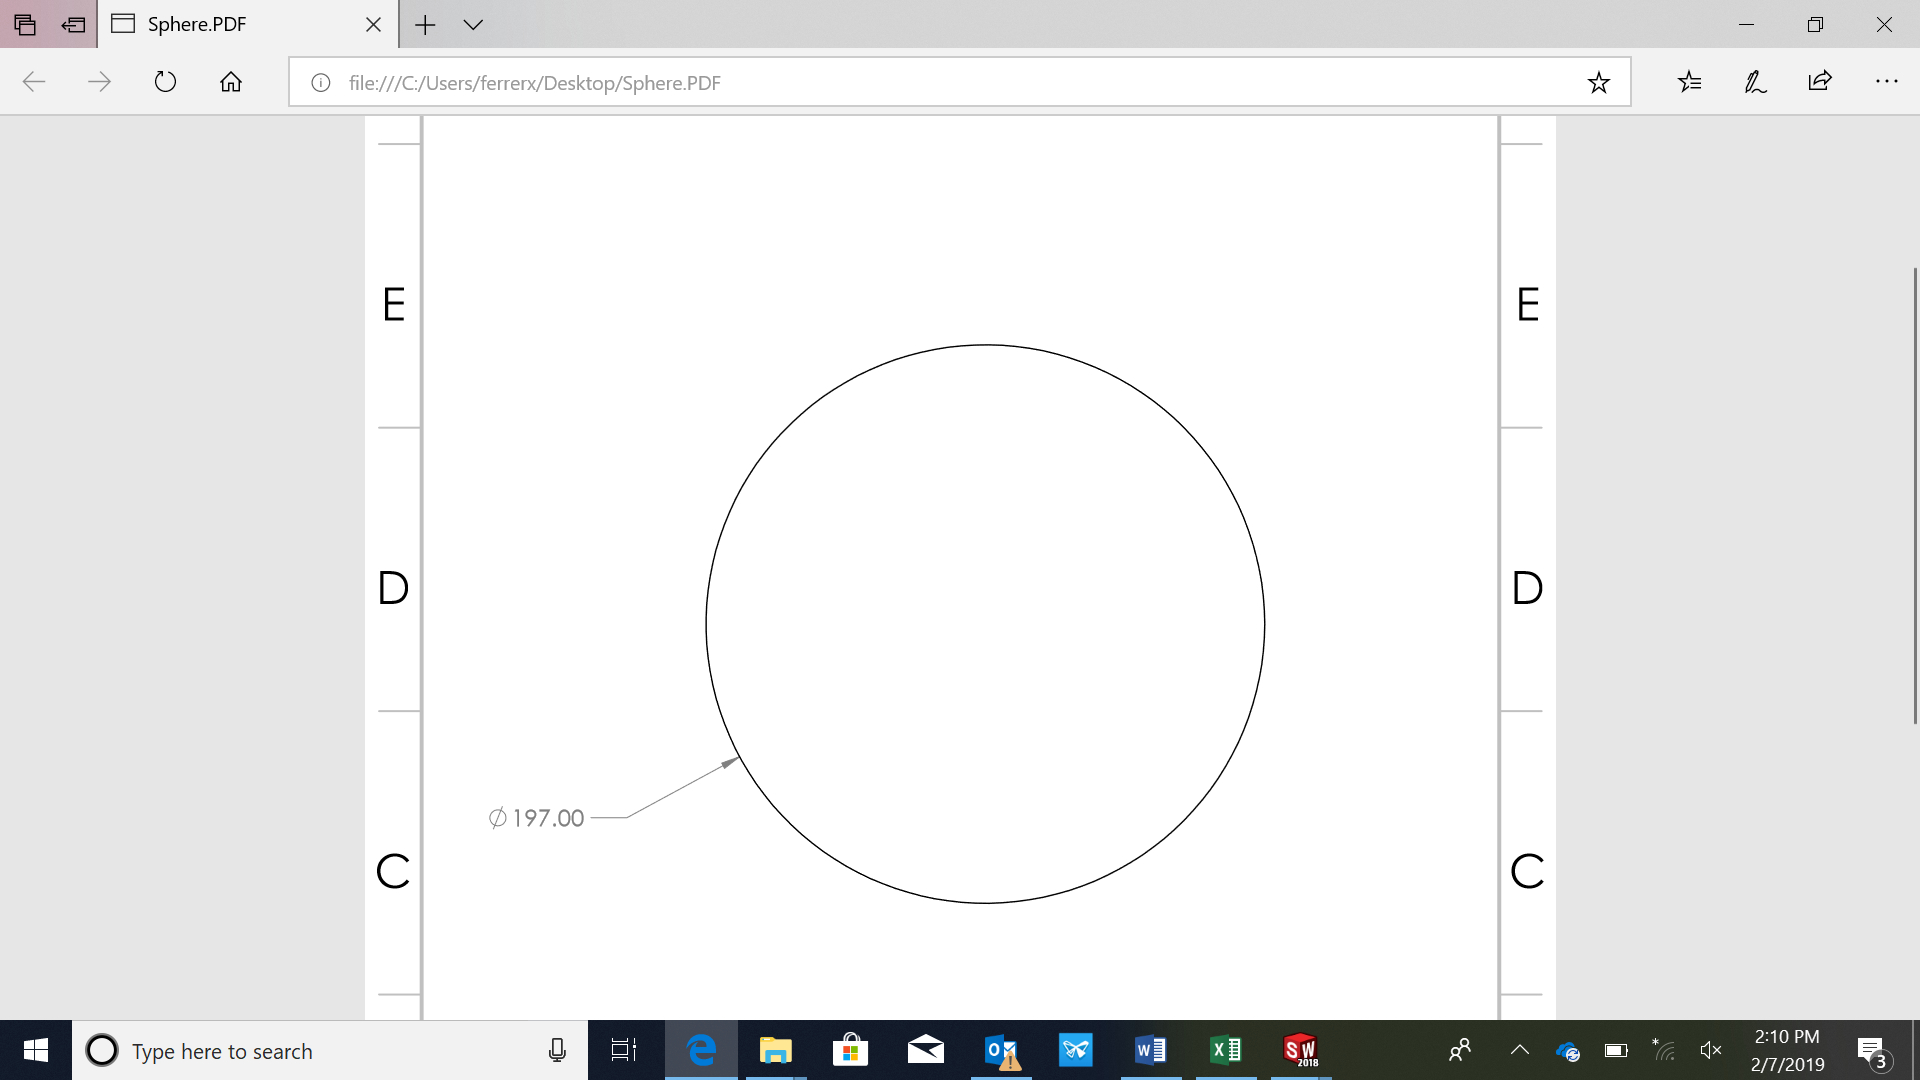 Sphere.PDF
file:///C:/Users/ferrerx/Desktop/Sphere.PDF
E E
D D
⌀197.00
C C
Type here to search
SW 2018
2:10 PM
2/7/2019
3